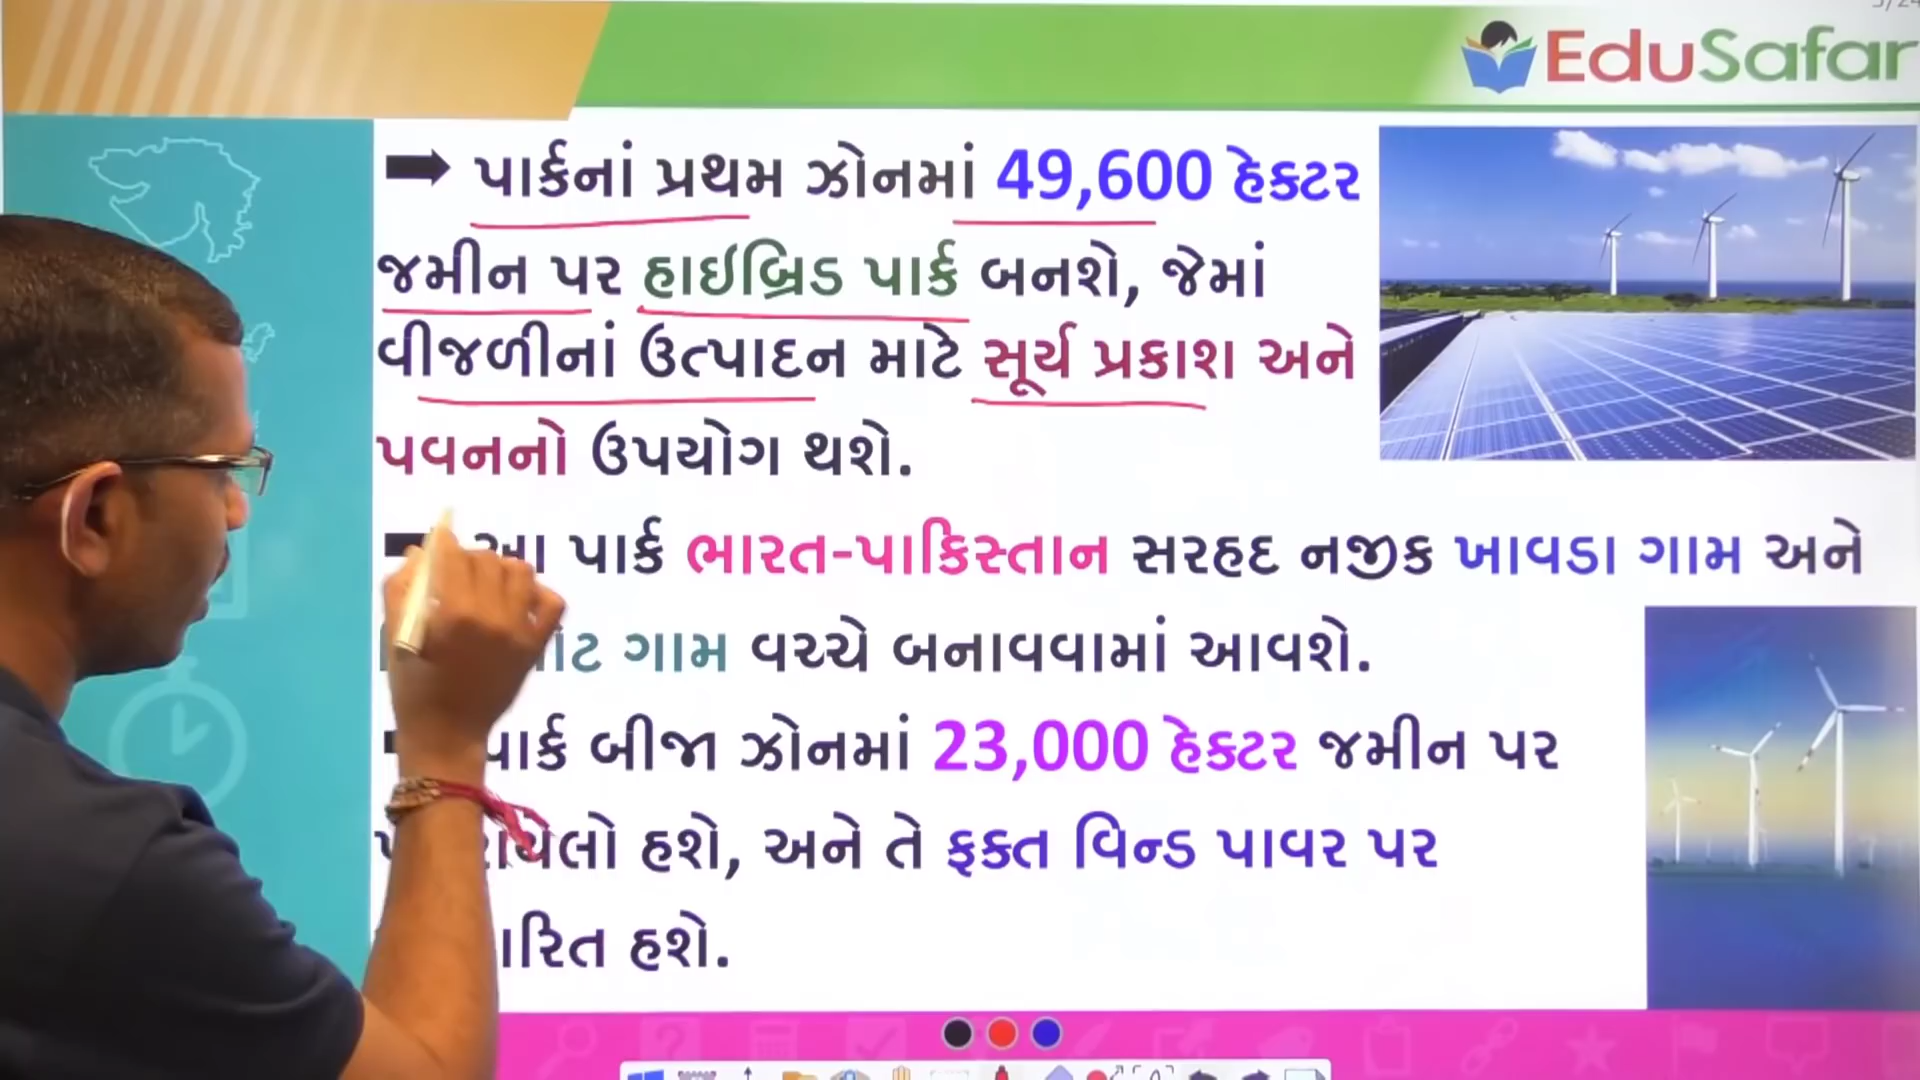 EduSafar
પાર્કનાં પ્રથમ ઝોનમાં 49,600 હેક્ટર
જમીન પર હાઇબ્રિડ પાર્ક બનશે, જેમાં
વીજળીનાં ઉત્પાદન માટે સૂર્ય પ્રકાશ અને
પવનનો ઉપયોગ થશે.
આ પાર્ક ભારત-પાકિસ્તાન સરહદ નજીક ખાવડા ગામ અને
ગામ વચ્ચે બનાવવામાં આવશે.
પાર્ક બીજા ઝોનમાં 23,000 હેક્ટર જમીન પર
હશે, અને તે ફક્ત વિન્ડ પાવર પર
હશે.